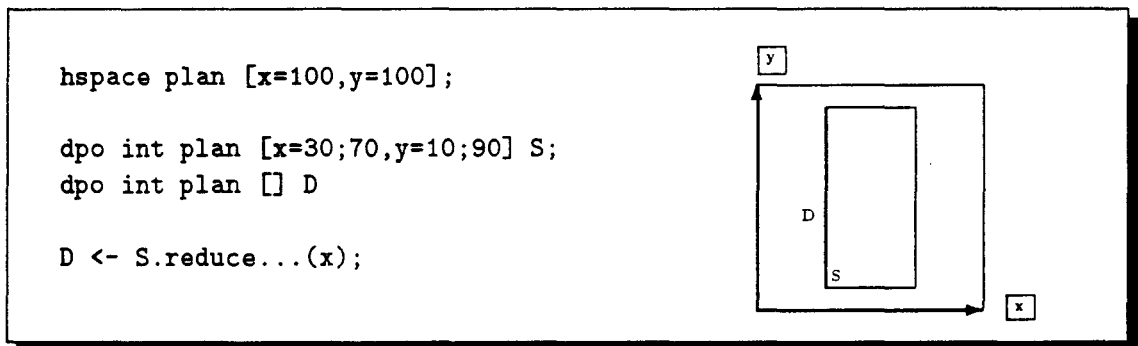 hspace plan [x=100,y=100];
dpo int plan [x=30;70,y=10;90] S;
dpo int plan [] D
D <- S.reduce...(x);
y
D
S
x